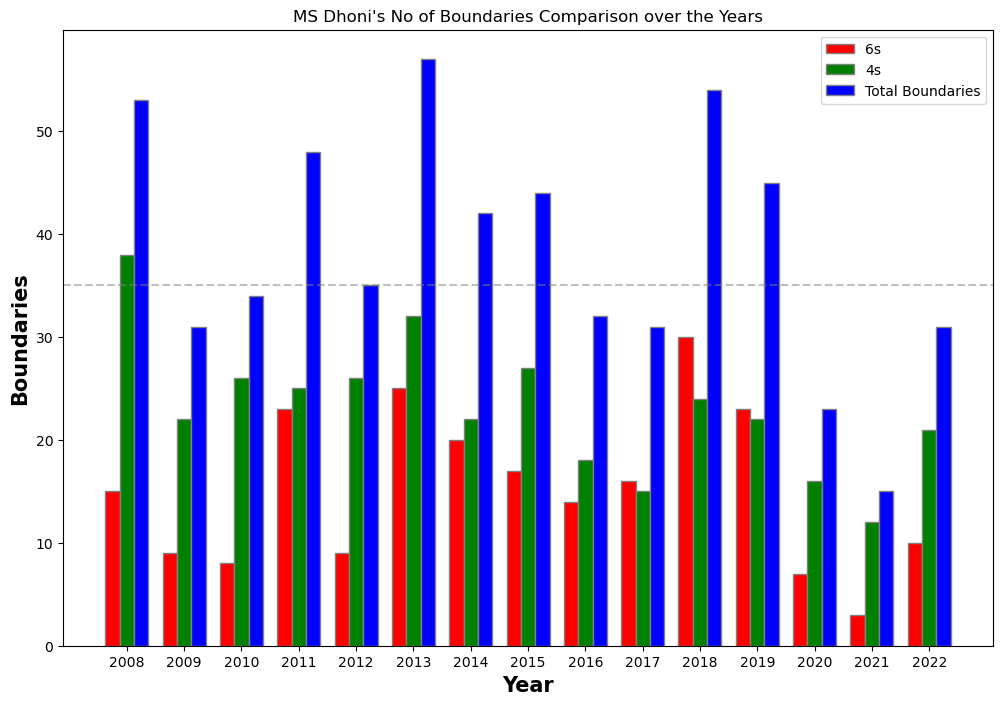 MS Dhoni's No of Boundaries Comparison over the Years
6s
4s
Total Boundaries
Boundaries
50
40
30
20
10
0
2008 2009 2010 2011 2012 2013 2014 2015 2016 2017 2018 2019 2020 2021 2022
Year